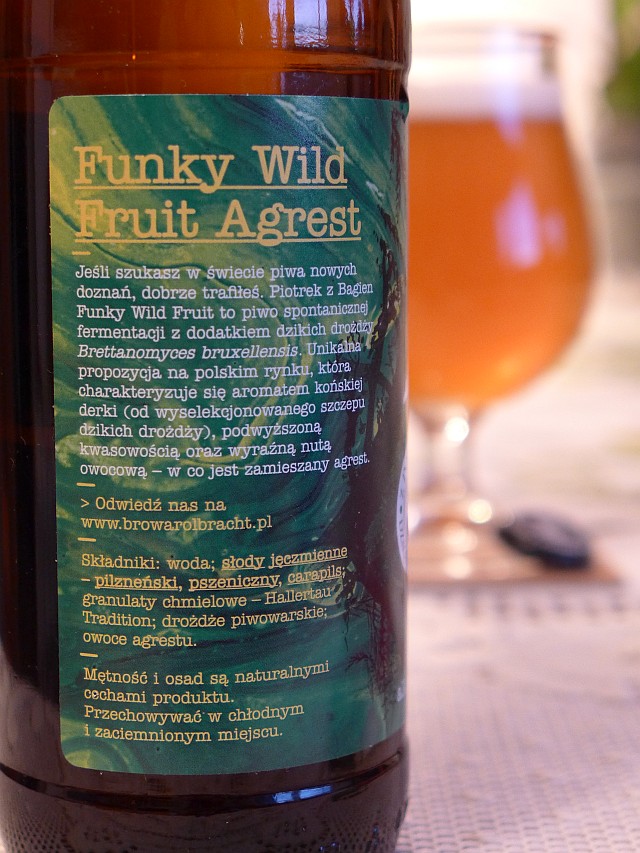 Funky Wild
Fruit Agrest
Jeśli szukasz w świecie piwa nowych
doznań, dobrze trafiłeś. Piotrek z Bagien
Funky Wild Fruit to piwo spontanicznej
fermentacji z dodatkiem dzikich drożdży
Brettanomyces bruxellensis. Unikalna
propozycja na polskim rynku, która
charakteryzuje się aromatem końskiej
derki (od wyselekcjonowanego szczepu
dzikich drożdży), podwyższoną
kwasowością oraz wyraźną nutą
owocową – w co jest zamieszany agrest.
> Odwiedź nas na
www.browarolbracht.pl
Składniki: woda; słody jęczmienne
– pilzneński, pszeniczny, carapils;
granulaty chmielowe – Hallertau
Tradition; drożdże piwowarskie;
owoce agrestu.
Mętność i osad są naturalnymi
cechami produktu.
Przechowywać w chłodnym
i zaciemnionym miejscu.